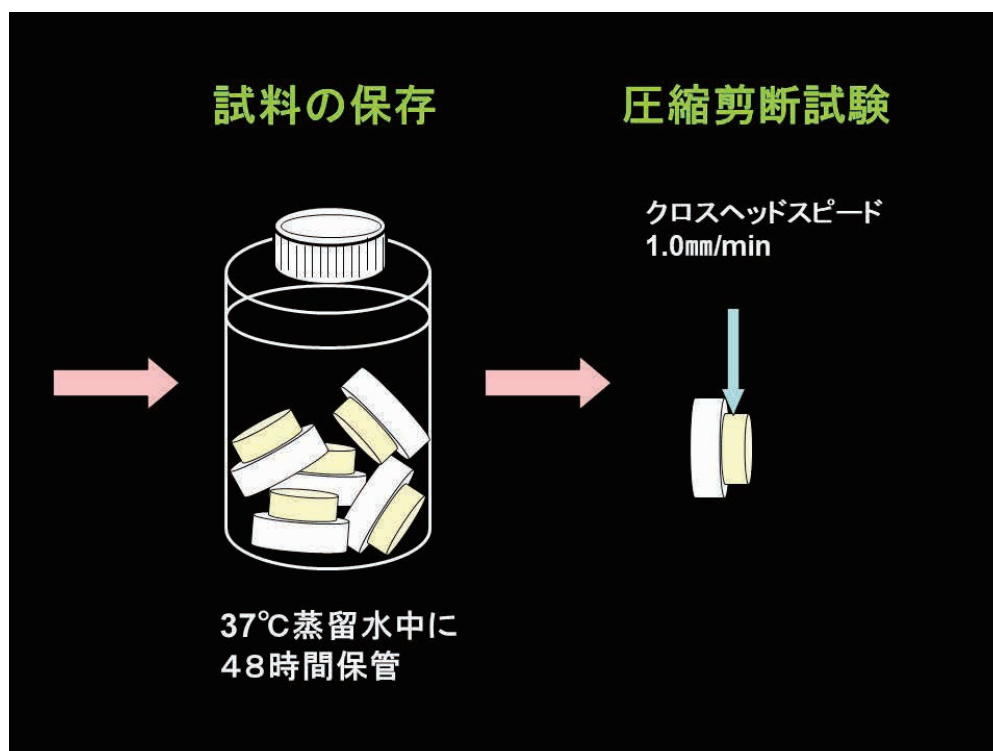 試料の保存
圧縮剪断試験
クロスヘッドスピード
1.0㎜/min
37℃蒸留水中に
４８時間保管